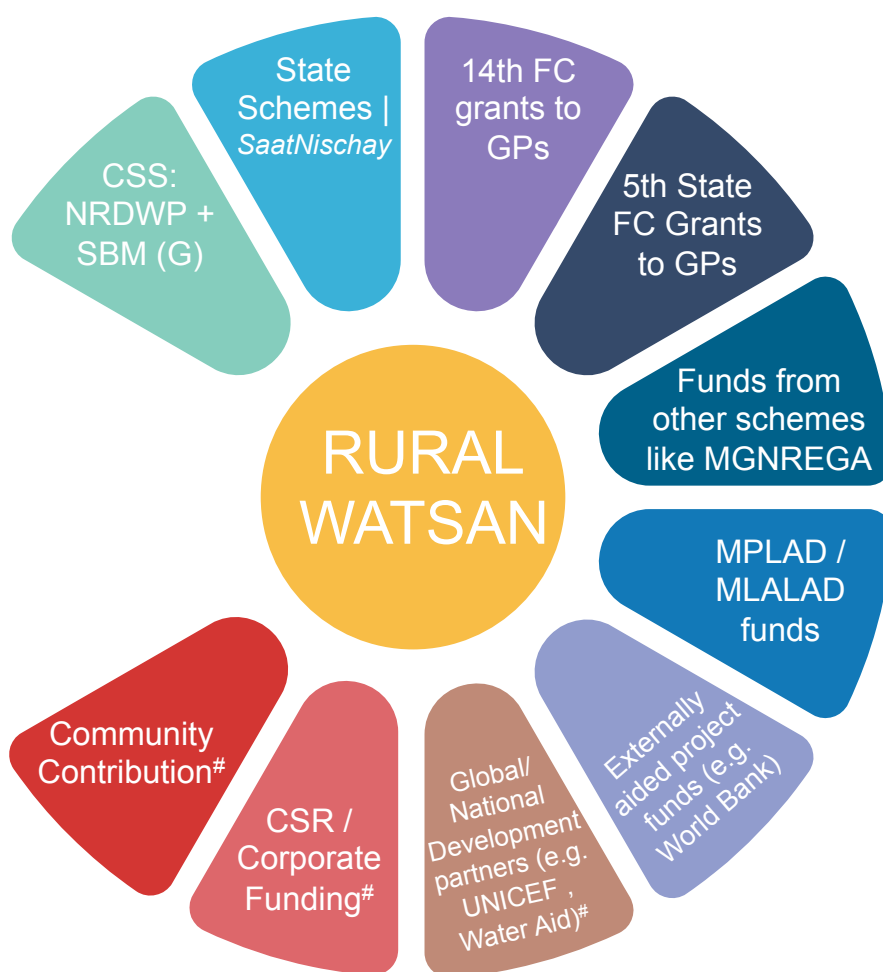 CSS:
NRDWP +
SBM (G)
State
Schemes |
SaatNischay
14th FC
grants to
GPs
5th State
FC Grants
to GPs
Funds from
other schemes
like MGNREGA
MPLAD /
MLALAD
funds
Externally
aided project
funds (e.g.
World Bank)
Global/
National
Development
partners (e.g.
UNICEF ,
Water Aid)#
CSR /
Corporate
Funding#
Community
Contribution#
RURAL
WATSAN